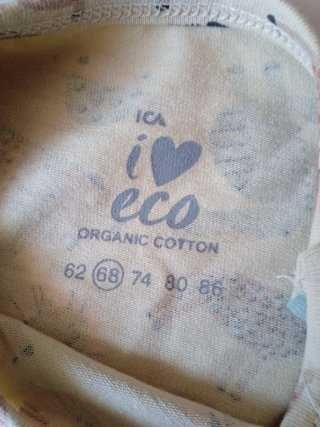 ICA
i♥
eco
ORGANIC COTTON
62 68 74 80 86